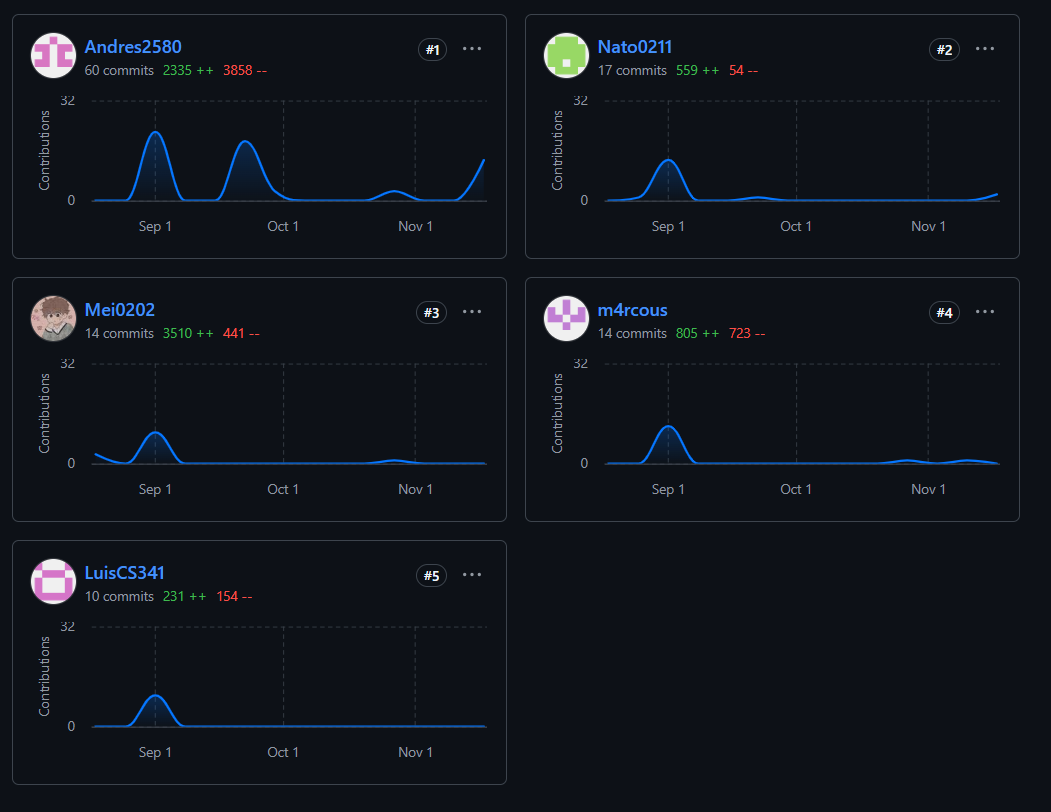 Andres2580 #1 ...
60 commits 2335 ++ 3858 --
Contributions
32
0
Sep 1 Oct 1 Nov 1
Nato0211 #2 ...
17 commits 559 ++ 54 --
Contributions
32
0
Sep 1 Oct 1 Nov 1
Mei0202 #3 ...
14 commits 3510 ++ 441 --
Contributions
32
0
Sep 1 Oct 1 Nov 1
m4rcous #4 ...
14 commits 805 ++ 723 --
Contributions
32
0
Sep 1 Oct 1 Nov 1
LuisCS341 #5 ...
10 commits 231 ++ 154 --
Contributions
32
0
Sep 1 Oct 1 Nov 1